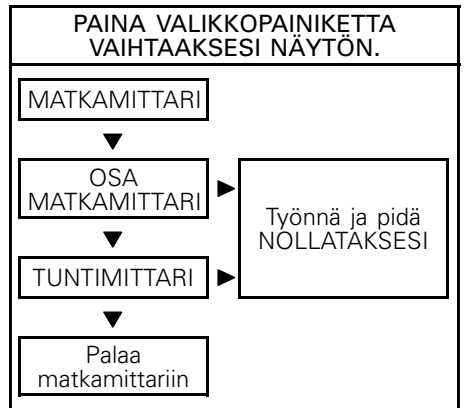 PAINA VALIKKOPAINIKETTA
VAIHTAAKSESI NÄYTÖN.
MATKAMITTARI
OSA
MATKAMITTARI
Työnnä ja pidä
NOLLATAKSESI
TUNTIMITTARI
Palaa
matkamittariin